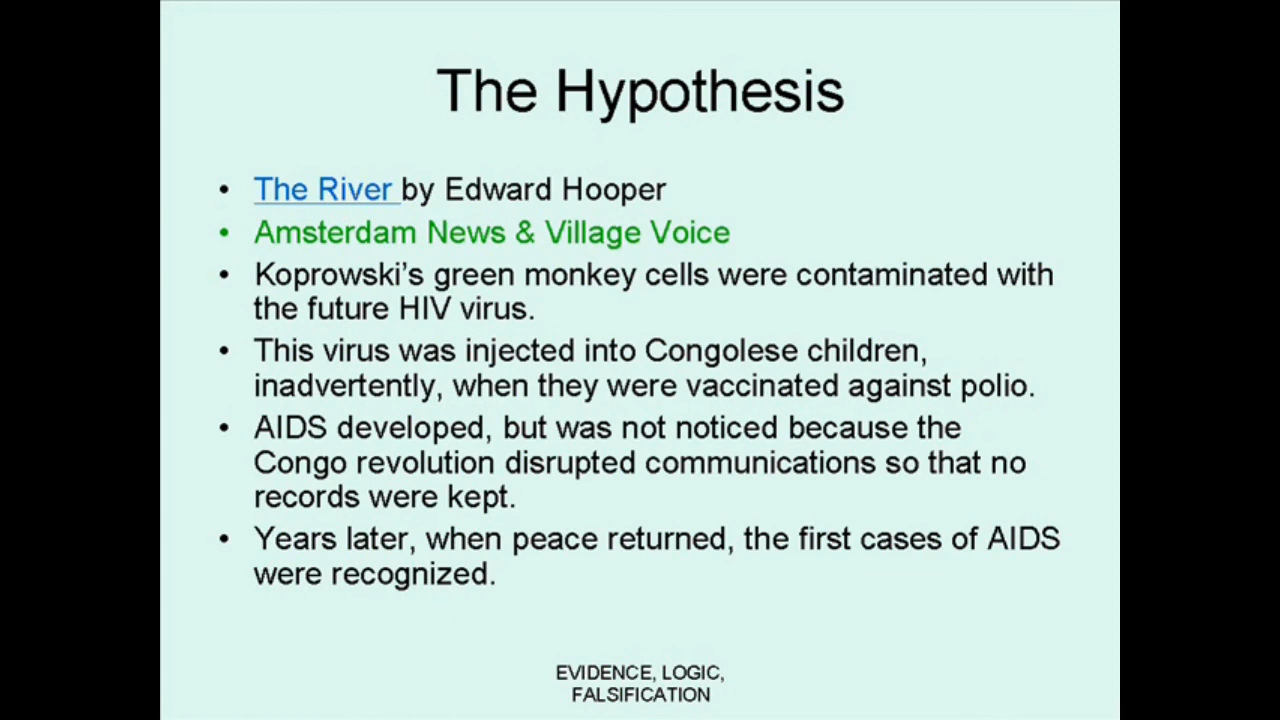 The Hypothesis
• The River by Edward Hooper
• Amsterdam News & Village Voice
• Koprowski's green monkey cells were contaminated with
the future HIV virus.
• This virus was injected into Congolese children,
inadvertently, when they were vaccinated against polio.
• AIDS developed, but was not noticed because the
Congo revolution disrupted communications so that no
records were kept.
• Years later, when peace returned, the first cases of AIDS
were recognized.
EVIDENCE, LOGIC,
FALSIFICATION